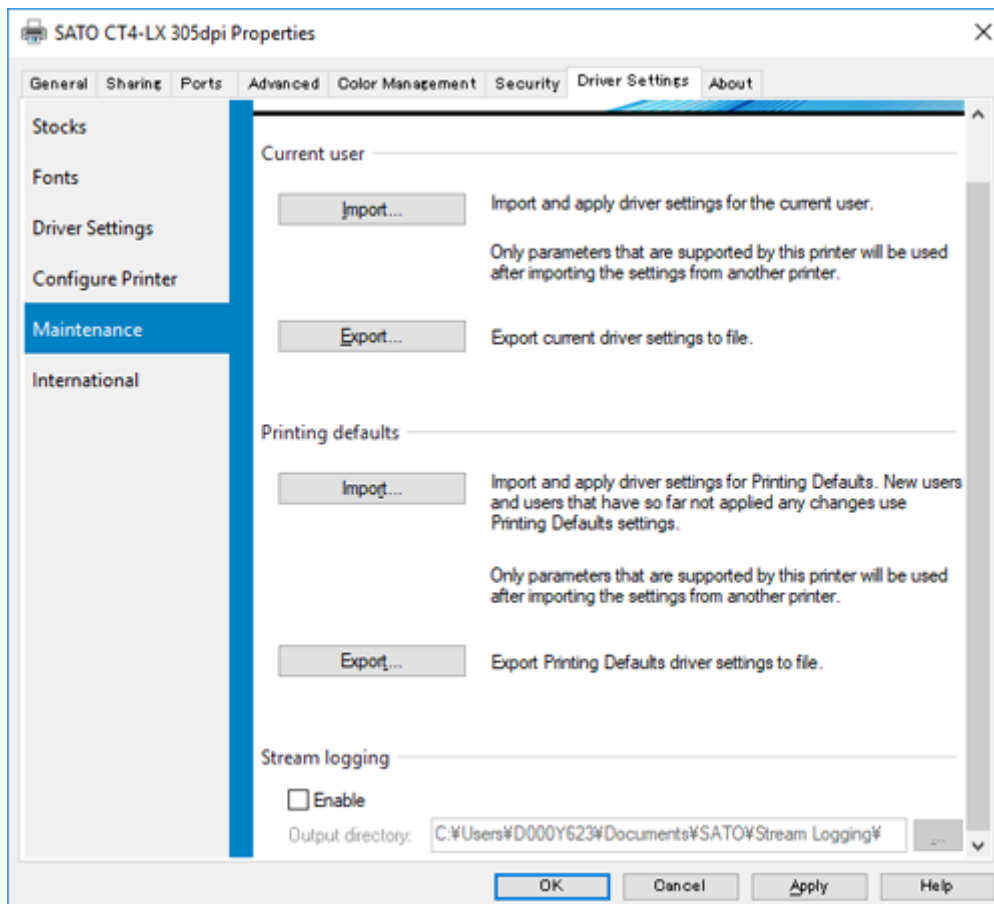 SATO CT4-LX 305dpi Properties
General Sharing Ports Advanced Color Management Security Driver Settings About
Stocks
Fonts
Driver Settings
Configure Printer
Maintenance
International
Current user
Import...
Import and apply driver settings for the current user.
Only parameters that are supported by this printer will be used
after importing the settings from another printer.
Export...
Export current driver settings to file.
Printing defaults
Import...
Import and apply driver settings for Printing Defaults. New users
and users that have so far not applied any changes use
Printing Defaults settings.
Only parameters that are supported by this printer will be used
after importing the settings from another printer.
Export...
Export Printing Defaults driver settings to file.
Stream logging
Enable
Output directory: C:¥Users¥D000Y623¥Documents¥SATO¥Stream Logging¥ ...
OK Cancel Apply Help